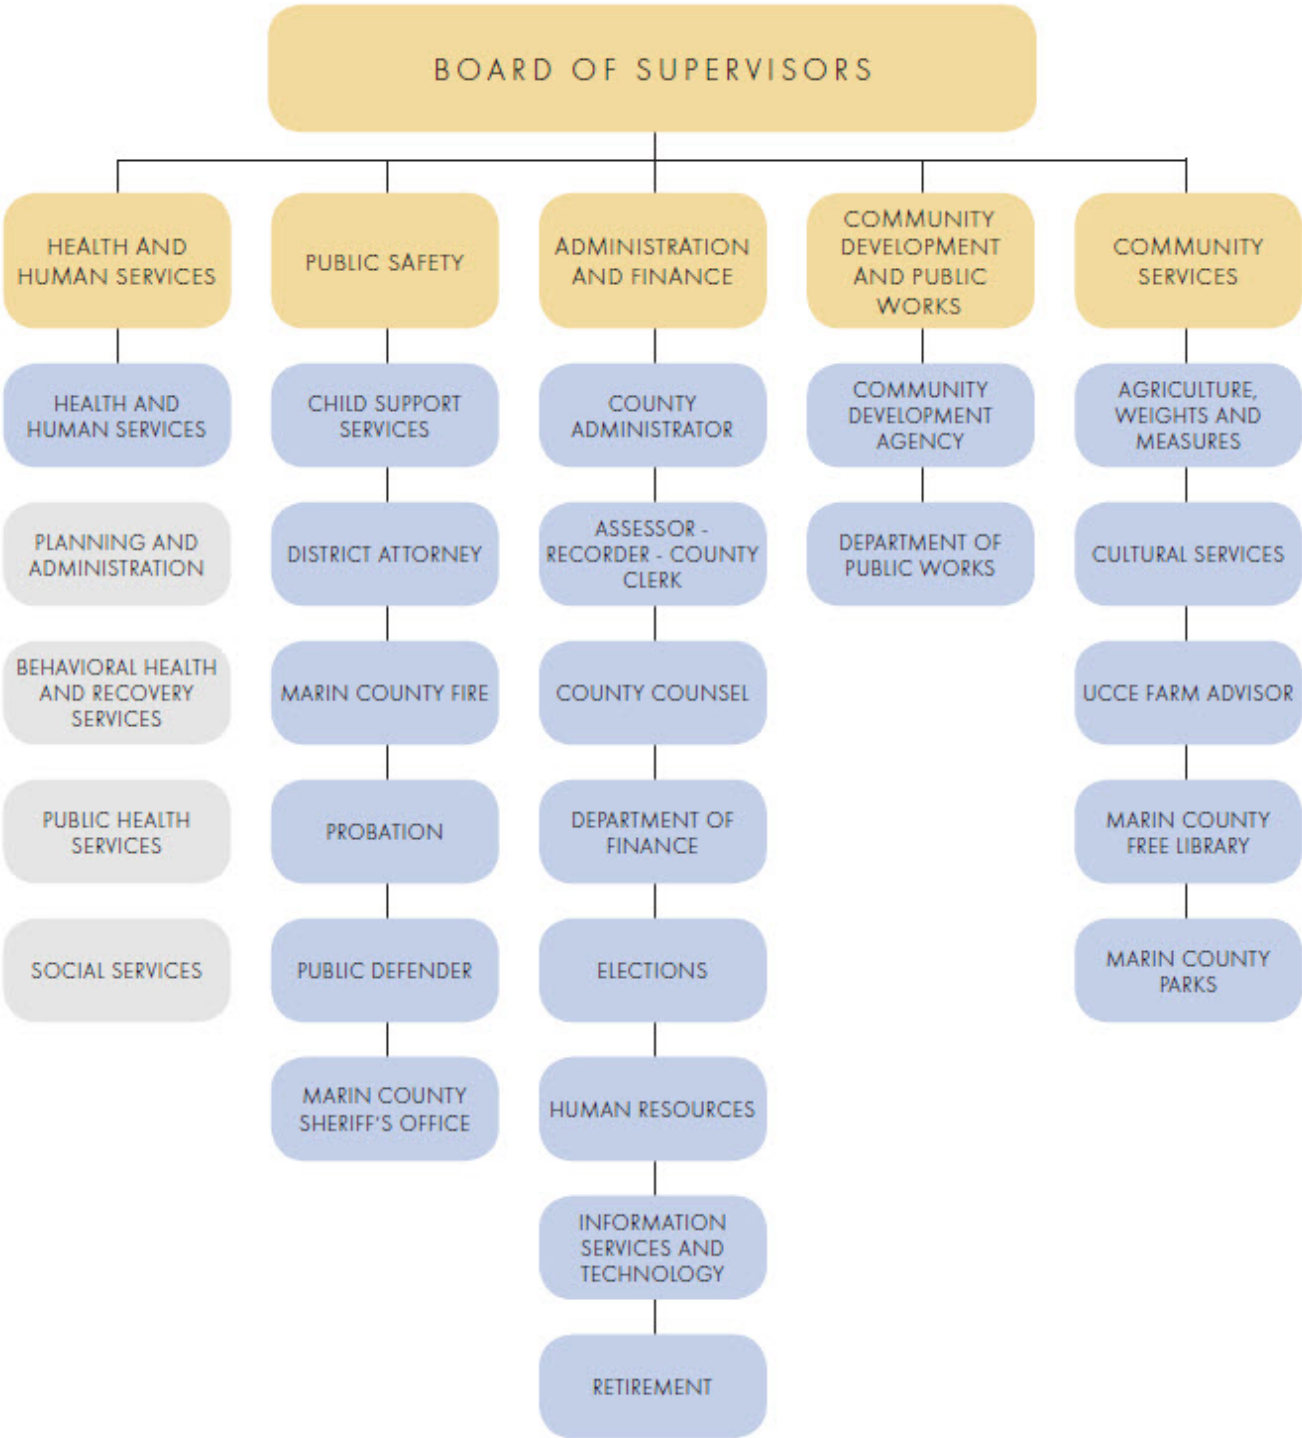 BOARD OF SUPERVISORS
HEALTH AND
HUMAN SERVICES
PUBLIC SAFETY
ADMINISTRATION
AND FINANCE
COMMUNITY
DEVELOPMENT
AND PUBLIC
WORKS
COMMUNITY
SERVICES
HEALTH AND
HUMAN SERVICES
PLANNING AND
ADMINISTRATION
BEHAVIORAL HEALTH
AND RECOVERY
SERVICES
PUBLIC HEALTH
SERVICES
SOCIAL SERVICES
CHILD SUPPORT
SERVICES
DISTRICT ATTORNEY
MARIN COUNTY FIRE
PROBATION
PUBLIC DEFENDER
MARIN COUNTY
SHERIFF'S OFFICE
COUNTY
ADMINISTRATOR
ASSESSOR -
RECORDER - COUNTY
CLERK
COUNTY COUNSEL
DEPARTMENT OF
FINANCE
ELECTIONS
HUMAN RESOURCES
INFORMATION
SERVICES AND
TECHNOLOGY
RETIREMENT
COMMUNITY
DEVELOPMENT
AGENCY
DEPARTMENT OF
PUBLIC WORKS
AGRICULTURE,
WEIGHTS AND
MEASURES
CULTURAL SERVICES
UCCE FARM ADVISOR
MARIN COUNTY
FREE LIBRARY
MARIN COUNTY
PARKS